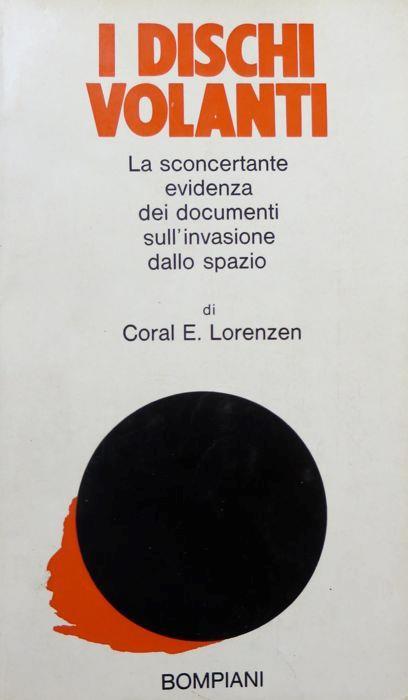 I DISCHI
VOLANTI
La sconcertante
evidenza
dei documenti
sull'invasione
dallo spazio
di
Coral E. Lorenzen
BOMPIANI